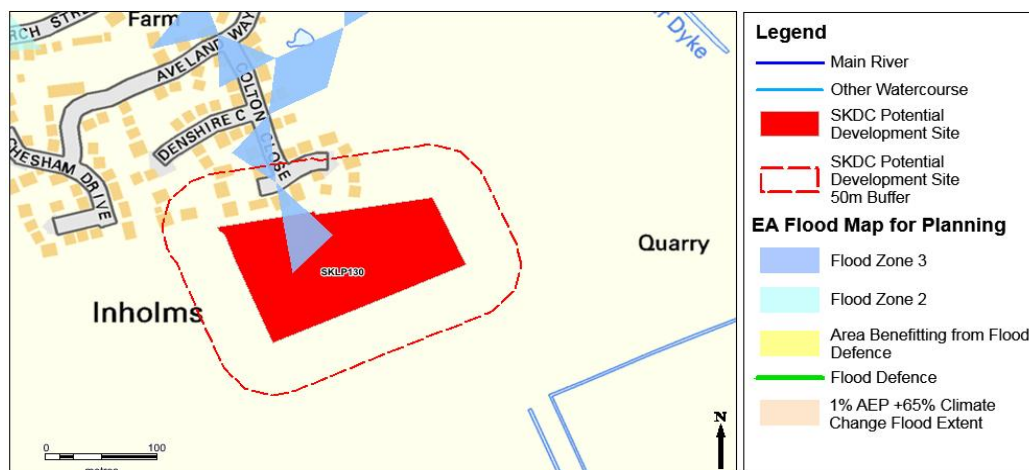 Farm
AVELAND WAY
COLTON CLOSE
DENSHIRE C
HESHAM DRIVE
RCH STRE
Dyke
SKLP130
Inholms
Quarry
0 100
metres
N
Legend
Main River
Other Watercourse
SKDC Potential
Development Site
SKDC Potential
Development Site
50m Buffer
EA Flood Map for Planning
Flood Zone 3
Flood Zone 2
Area Benefitting from Flood
Defence
Flood Defence
1% AEP +65% Climate
Change Flood Extent